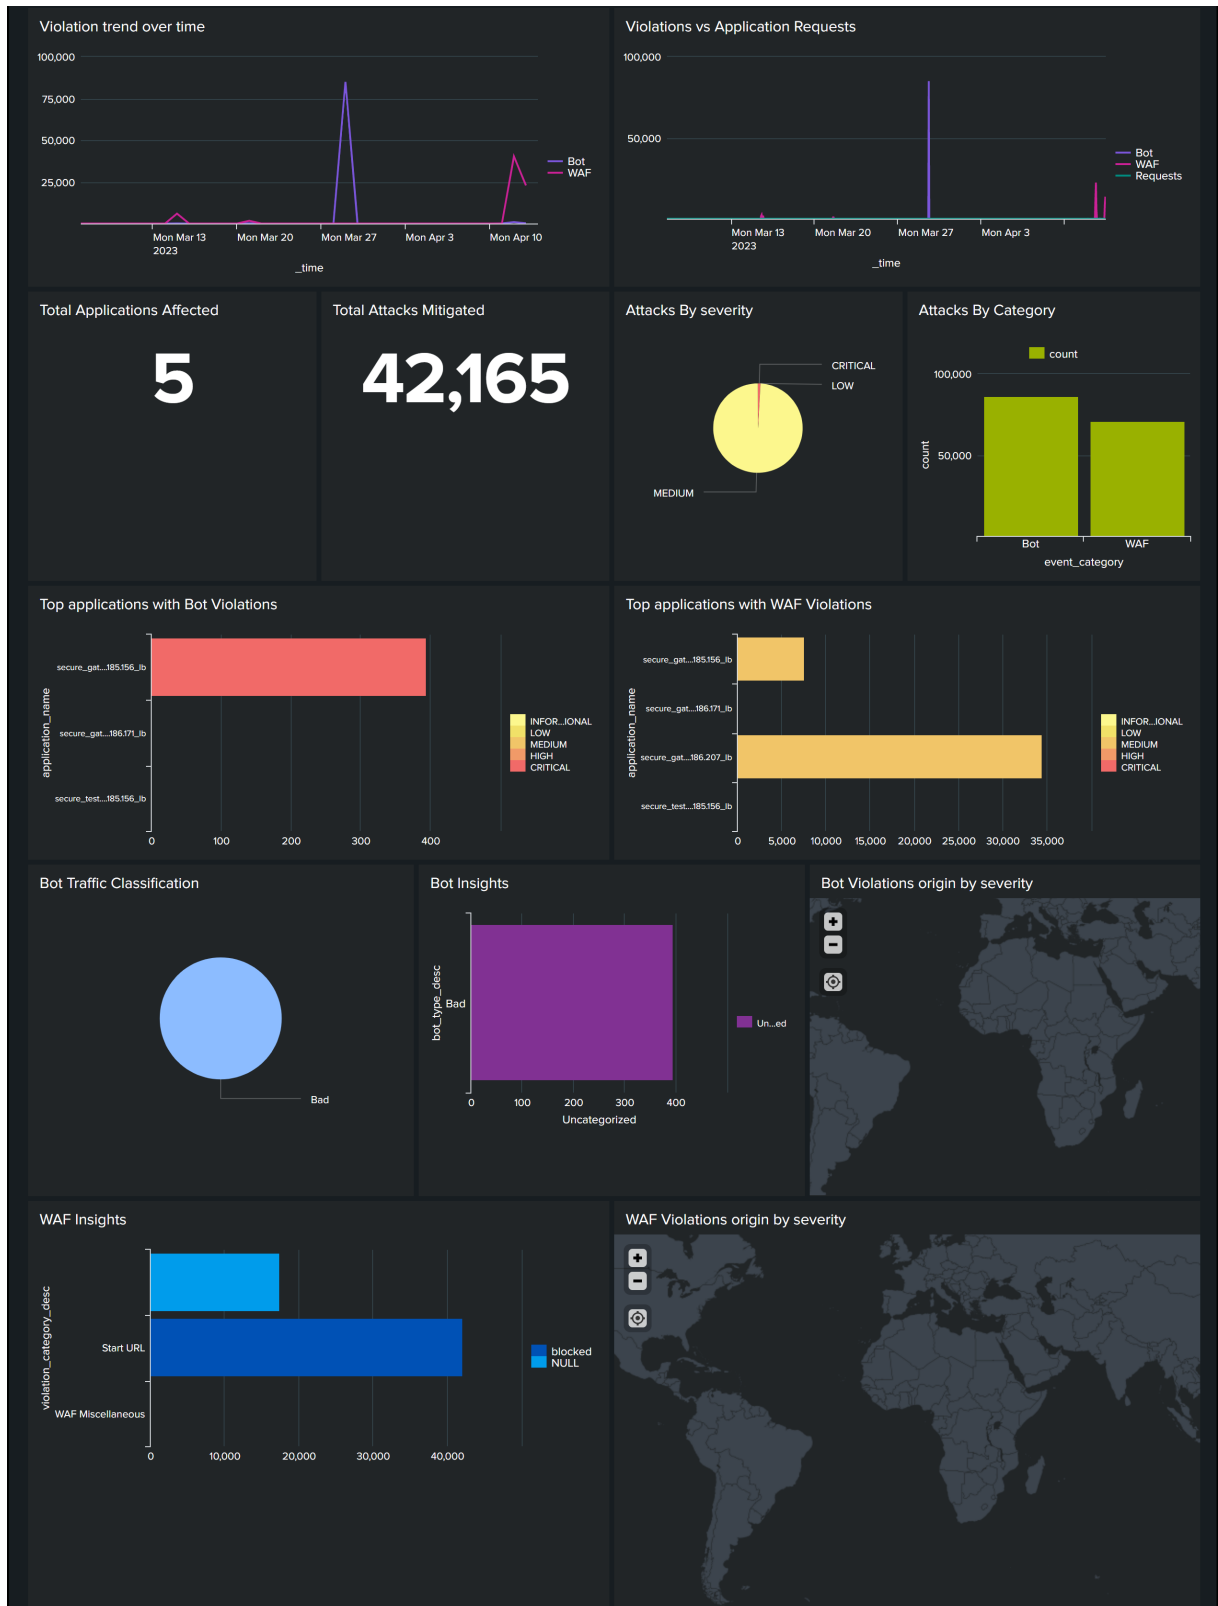 Violation trend over time
100,000
75,000
50,000
25,000
Bot
WAF
Mon Mar 13
2023
Mon Mar 20
Mon Mar 27
Mon Apr 3
Mon Apr 10
_time
Violations vs Application Requests
100,000
50,000
Bot
WAF
Requests
Mon Mar 13
2023
Mon Mar 20
Mon Mar 27
Mon Apr 3
_time
Total Applications Affected
5
Total Attacks Mitigated
42,165
Attacks By severity
CRITICAL
LOW
MEDIUM
Attacks By Category
count
100,000
50,000
count
Bot
WAF
event_category
Top applications with Bot Violations
application_name
secure_gat....185.156_lb
secure_gat....186.171_lb
secure_test....185.156_lb
0
100
200
300
400
INFOR...IONAL
LOW
MEDIUM
HIGH
CRITICAL
Top applications with WAF Violations
application_name
secure_gat....185.156_lb
secure_gat....186.171_lb
secure_gat....186.207_lb
secure_test....185.156_lb
0
5,000
10,000
15,000
20,000
25,000
30,000
35,000
INFOR...IONAL
LOW
MEDIUM
HIGH
CRITICAL
Bot Traffic Classification
Bad
Bot Insights
bot_type_desc
Bad
0
100
200
300
400
Uncategorized
Un...ed
Bot Violations origin by severity
WAF Insights
violation_category_desc
Start URL
WAF Miscellaneous
0
10,000
20,000
30,000
40,000
blocked
NULL
WAF Violations origin by severity